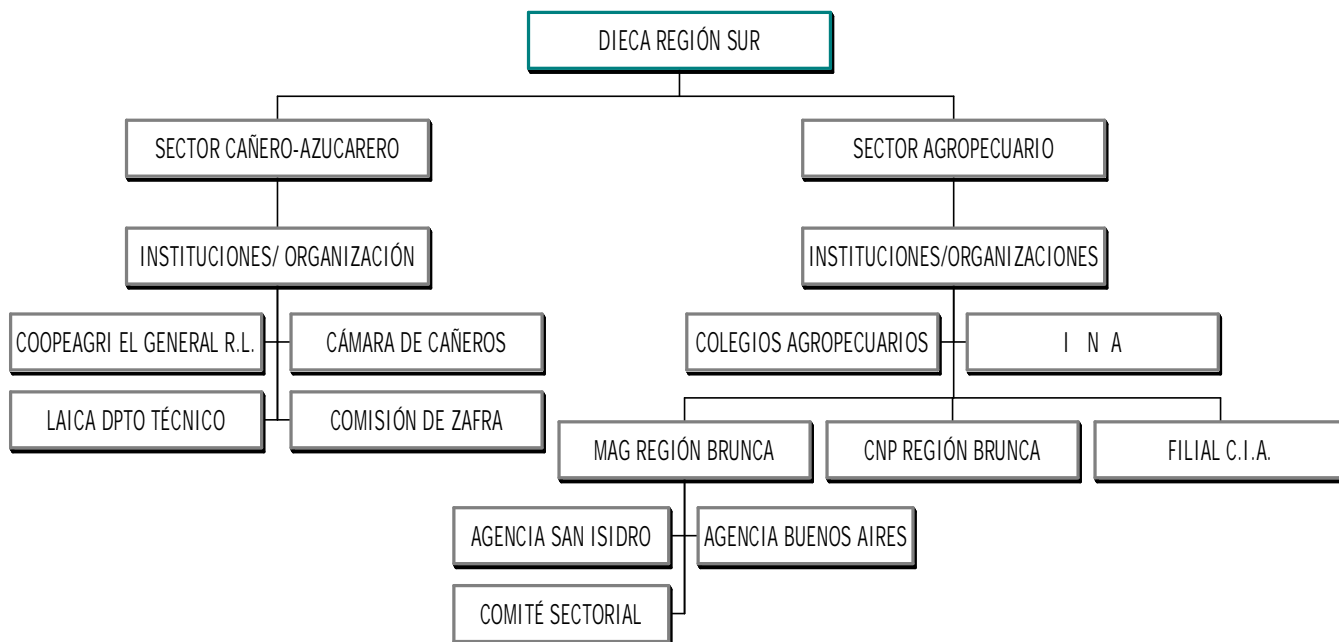 DIECA REGIÓN SUR
SECTOR CAÑERO-AZUCARERO
SECTOR AGROPECUARIO
INSTITUCIONES/ ORGANIZACIÓN
INSTITUCIONES/ORGANIZACIONES
COOPEAGRI EL GENERAL R.L.
CÁMARA DE CAÑEROS
COLEGIOS AGROPECUARIOS
I N A
LAICA DPTO TÉCNICO
COMISIÓN DE ZAFRA
MAG REGIÓN BRUNCA
CNP REGIÓN BRUNCA
FILIAL C.I.A.
AGENCIA SAN ISIDRO
AGENCIA BUENOS AIRES
COMITÉ SECTORIAL